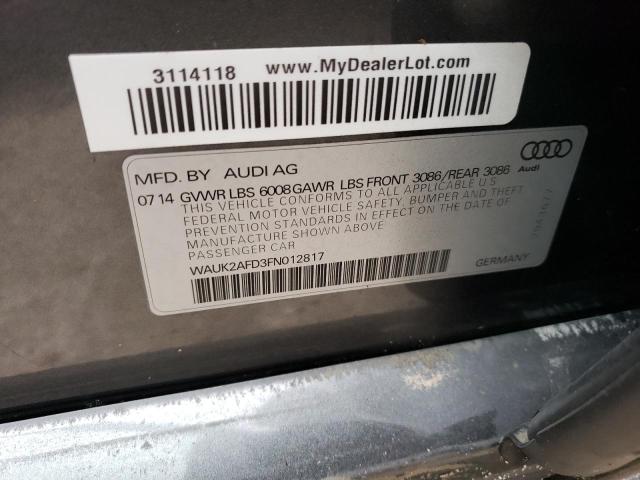 3114118 www.MyDealerLot.com
MFD. BY AUDI AG
Audi
07 14 GVWR LBS 6008 GAWR LBS FRONT 3086/REAR 3086
THIS VEHICLE CONFORMS TO ALL APPLICABLE U S
FEDERAL MOTOR VEHICLE SAFETY, BUMPER AND THEFT
PREVENTION STANDARDS IN EFFECT ON THE DATE OF
MANUFACTURE SHOWN ABOVE.
PASSENGER CAR
WAUK2AFD3FN012817
GERMANY